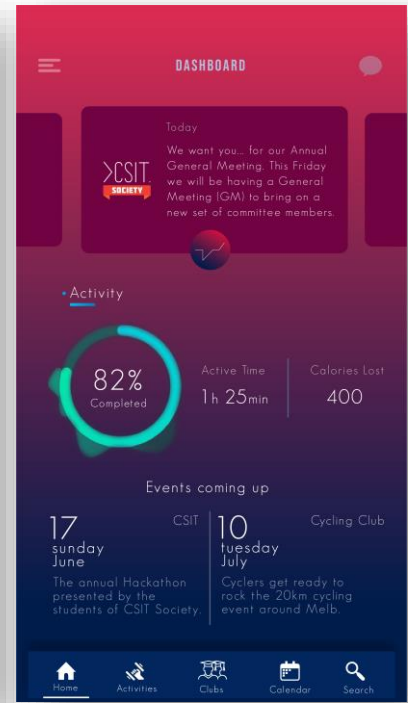 DASHBOARD
Today
We want you... for our Annual
General Meeting. This Friday
we will be having a General
Meeting (GM) to bring on a
new set of committee members.
>CSIT.
SOCIETY
Activity
82%
Completed
Active Time
1h 25min
Calories Lost
400
Events coming up
17
sunday
June
CSIT
The annual Hackathon
presented by the
students of CSIT Society.
10
tuesday
July
Cycling Club
Cyclers get ready to
rock the 20km cycling
event around Melb.
Home
Activities
Clubs
Calendar
Search